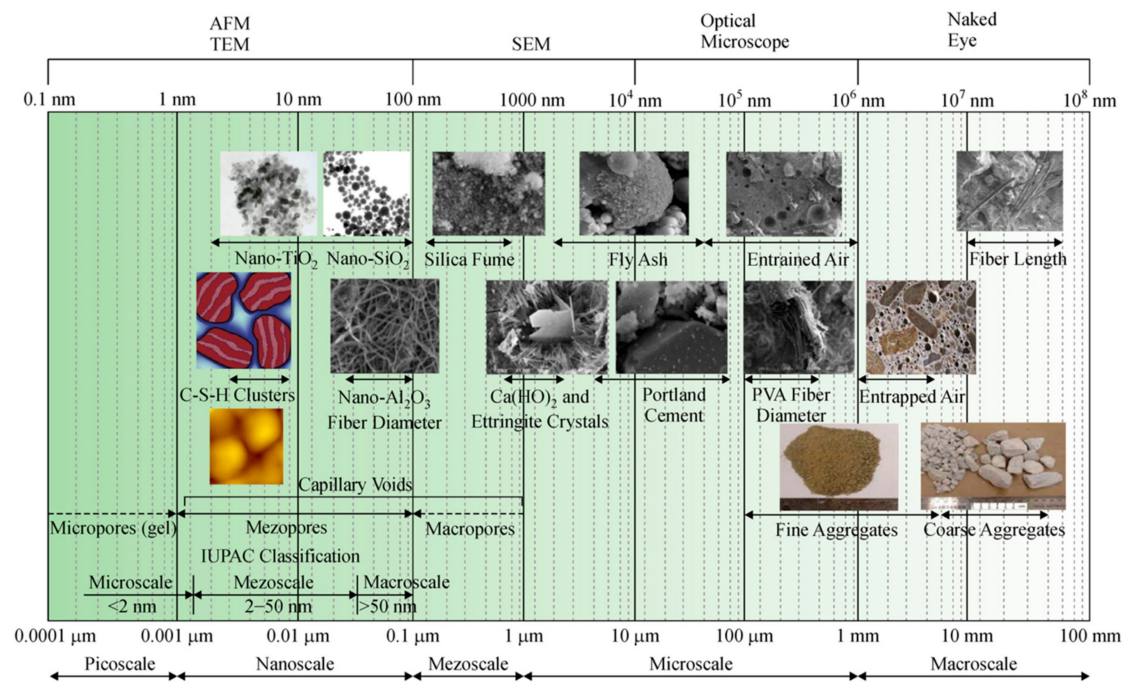 AFM
TEM
SEM
Optical
Microscope
Naked
Eye
0.1 nm 1 nm 10 nm 100 nm 1000 nm 10⁴ nm 10⁵ nm 10⁶ nm 10⁷ nm 10⁸ nm
Nano-TiO₂ Nano-SiO₂ Silica Fume Fly Ash Entrained Air Fiber Length
C-S-H Clusters
Nano-Al₂O₃
Fiber Diameter
Ca(HO)₂ and
Ettringite Crystals
Portland
Cement
PVA Fiber
Diameter
Entrapped Air
Capillary Voids
Micropores (gel) Mezopores Macropores Fine Aggregates Coarse Aggregates
IUPAC Classification
Microscale Mezoscale Macroscale
<2 nm 2–50 nm >50 nm
0.0001 μm 0.001 μm 0.01 μm 0.1 μm 1 μm 10 μm 100 μm 1 mm 10 mm 100 mm
Picoscale Nanoscale Mezoscale Microscale Macroscale